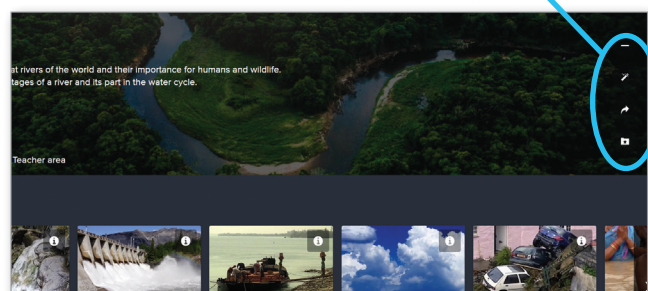 at rivers of the world and their importance for humans and wildlife.
tages of a river and its part in the water cycle.
Teacher area